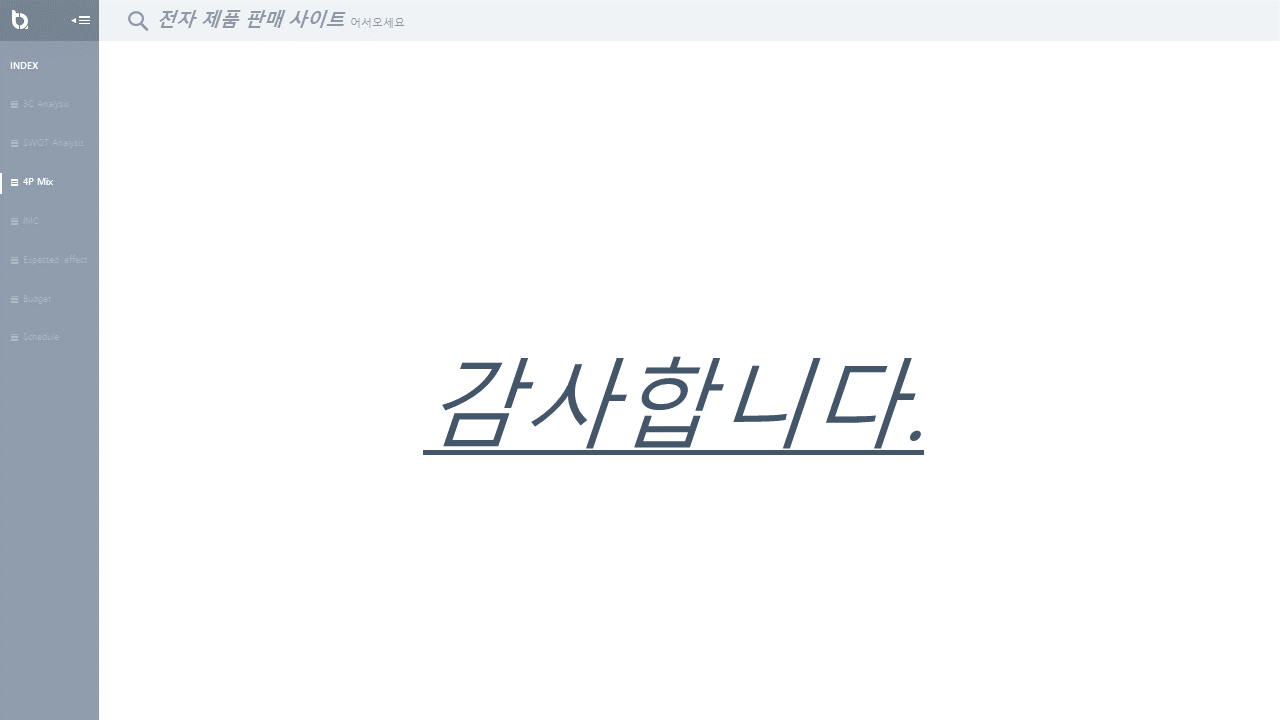 전자 제품 판매 사이트 어서오세요
INDEX
3C Analysis
SWOT Analysis
4P Mix
IMC
Expected effect
Budget
Schedule
감사합니다.